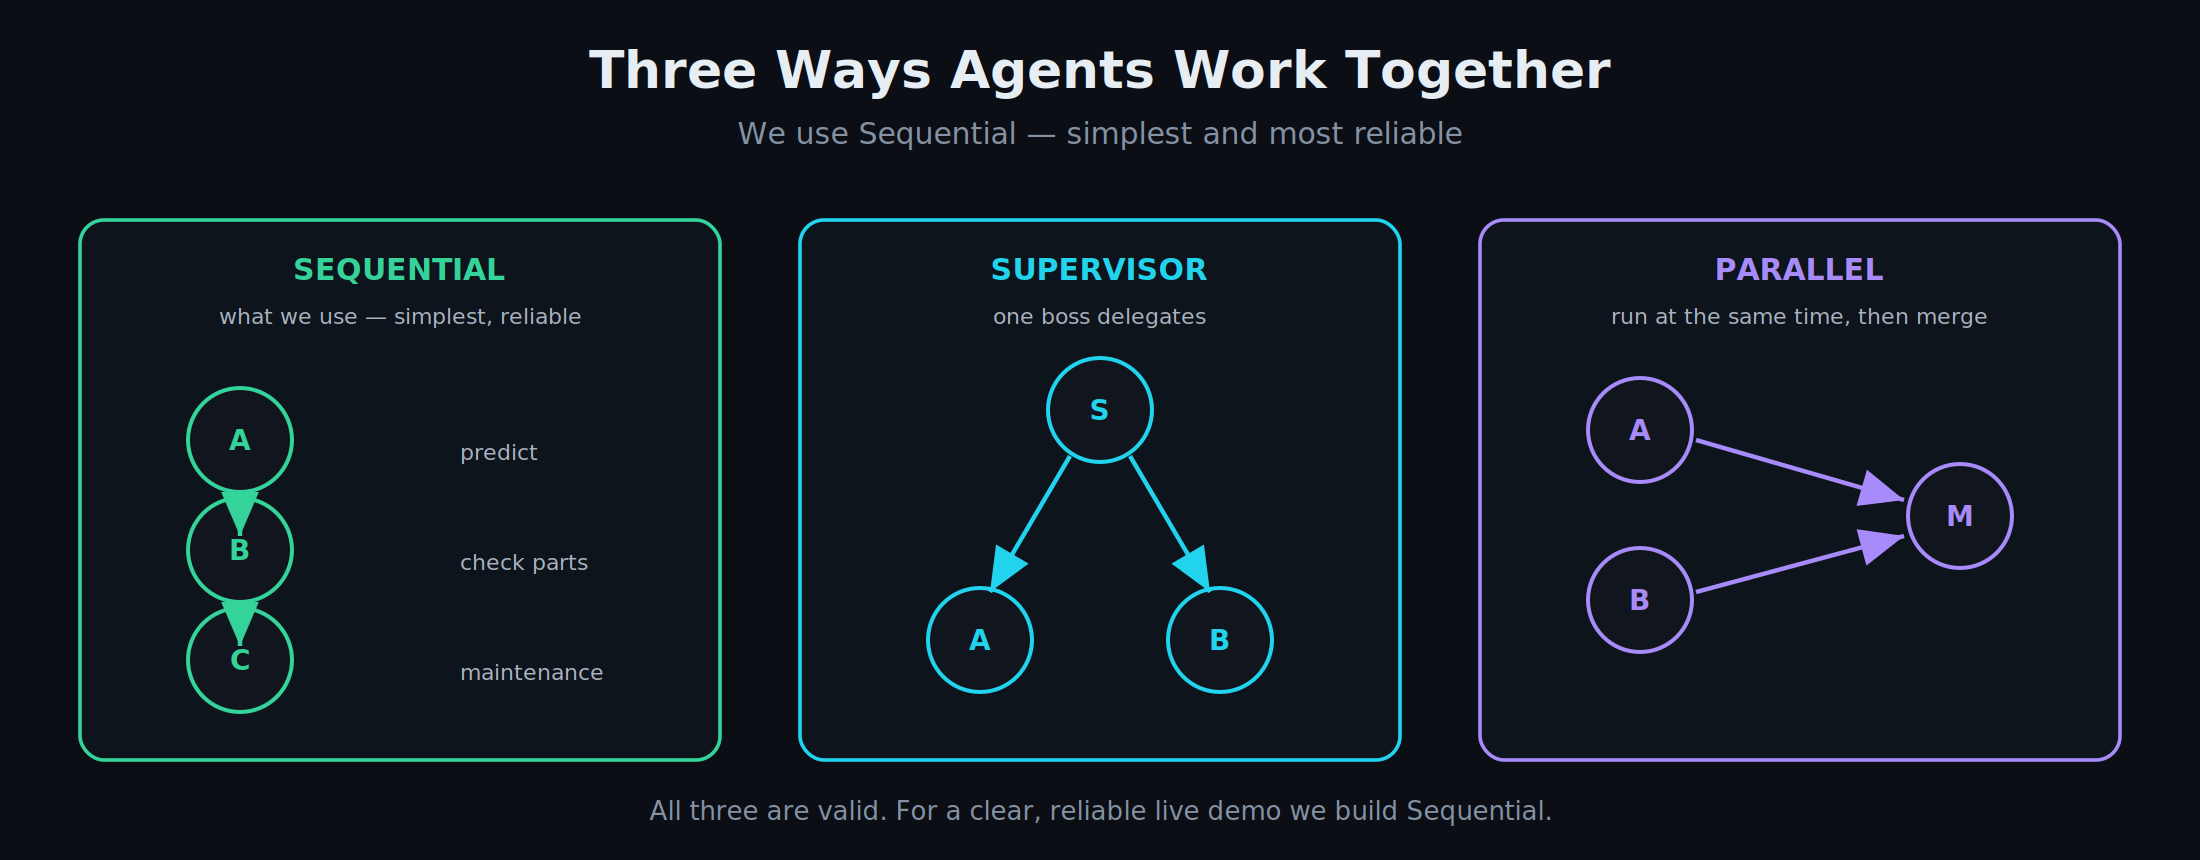 Three Ways Agents Work Together
We use Sequential — simplest and most reliable
SEQUENTIAL
what we use — simplest, reliable
A
predict
B
check parts
C
maintenance
SUPERVISOR
one boss delegates
S
A
B
PARALLEL
run at the same time, then merge
A
M
B
All three are valid. For a clear, reliable live demo we build Sequential.